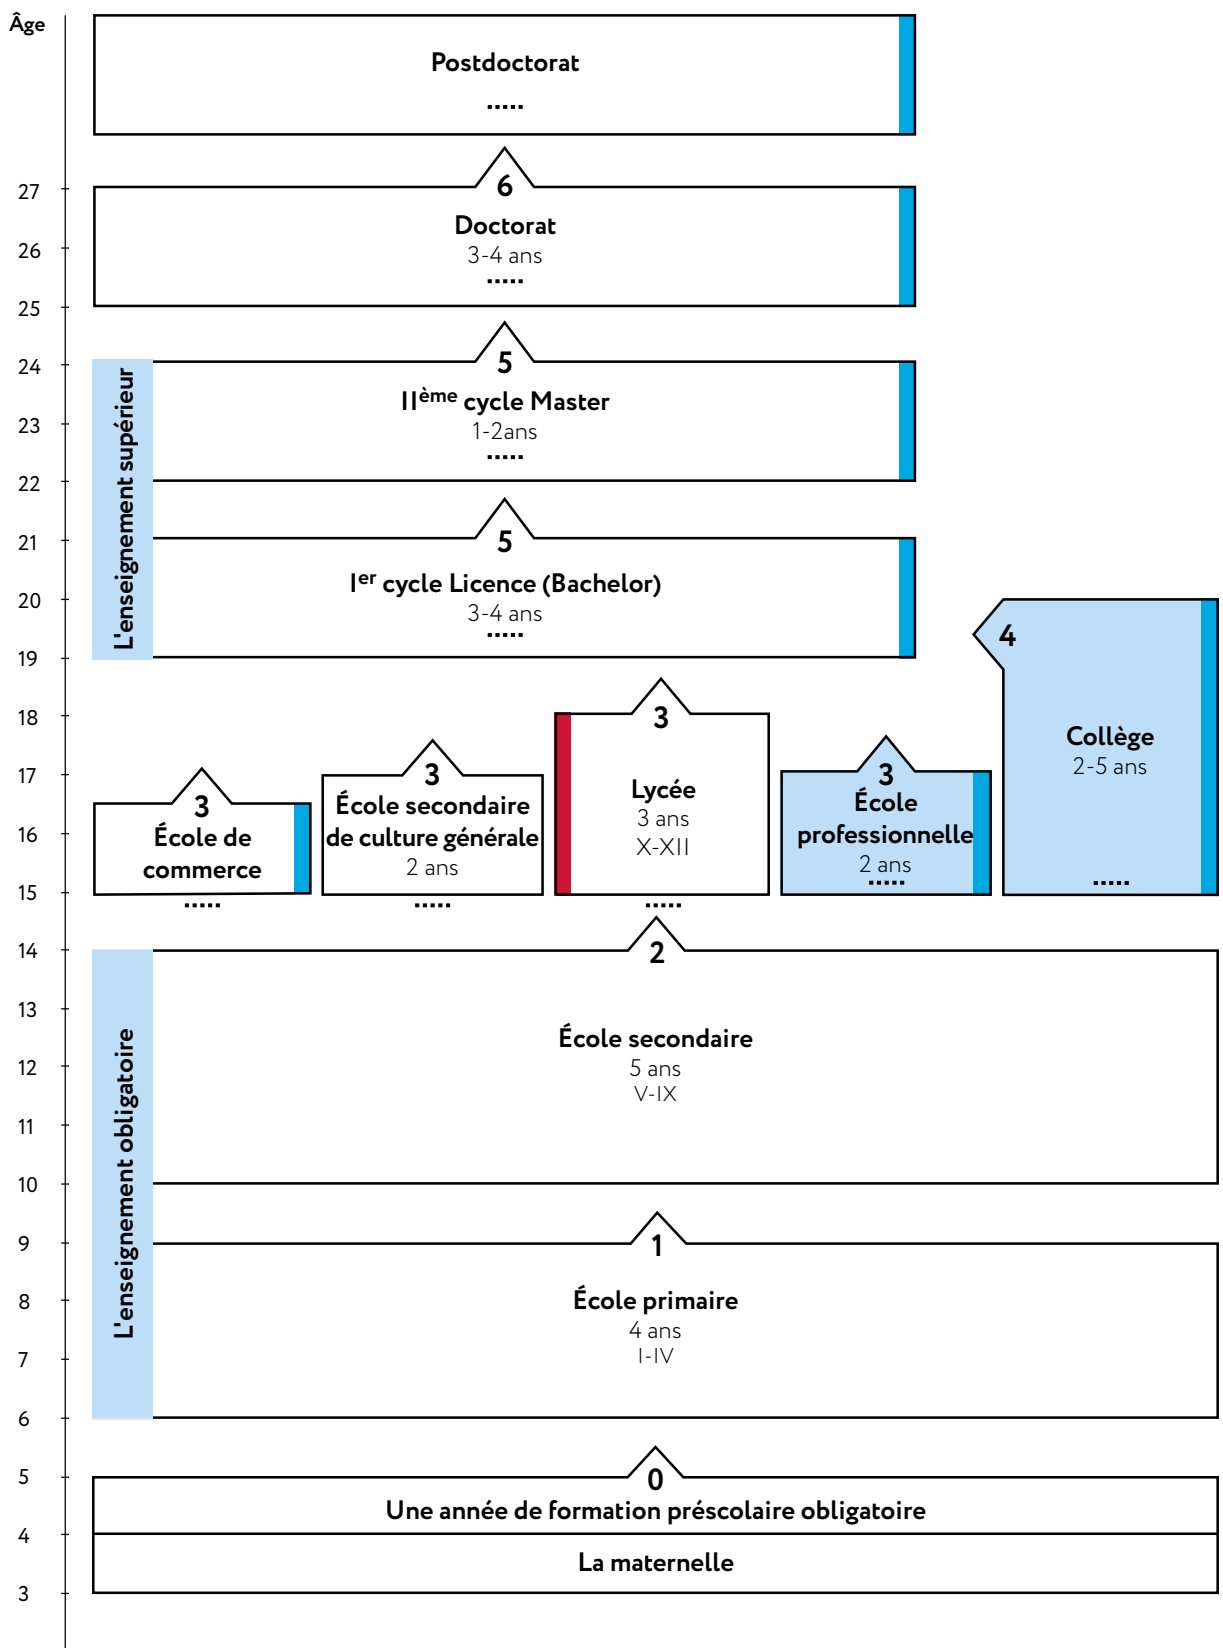 Âge
Postdoctorat
.....
27
6
Doctorat
26
3-4 ans
.....
25
24
5
IIème cycle Master
23
1-2ans
.....
22
L'enseignement supérieur
21
5
Ier cycle Licence (Bachelor)
20
3-4 ans
.....
19
4
18
3
Collège
2-5 ans
.....
17
3
École de
commerce
.....
3
École secondaire
de culture générale
2 ans
.....
Lycée
3 ans
X-XII
.....
3
École
professionnelle
2 ans
.....
16
15
14
2
13
École secondaire
5 ans
V-IX
12
11
10
L'enseignement obligatoire
9
1
8
École primaire
4 ans
I-IV
7
6
5
0
Une année de formation préscolaire obligatoire
4
La maternelle
3